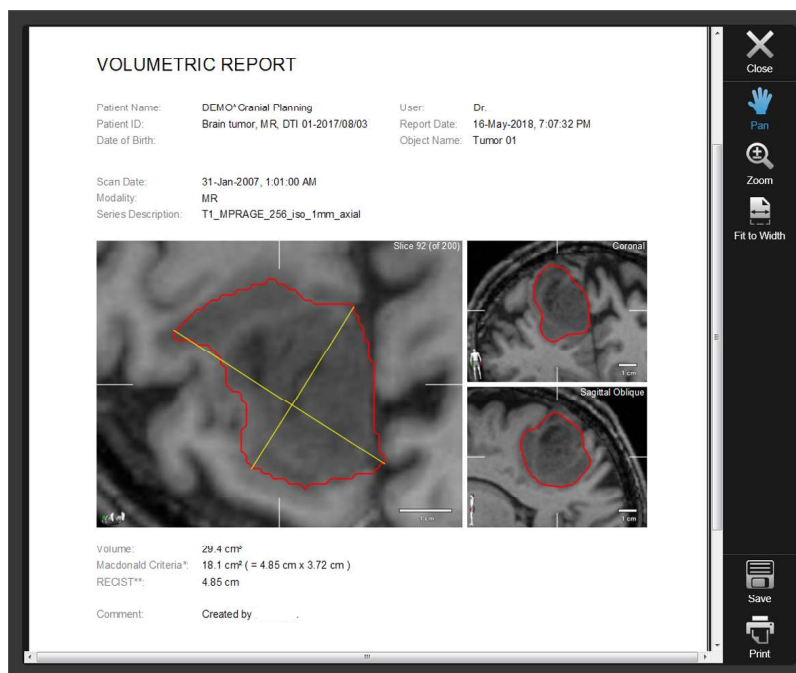 VOLUMETRIC REPORT
Patient Name: DEMO*Cranial Planning User: Dr.
Patient ID: Brain tumor, MR, DTI 01-2017/08/03 Report Date: 16-May-2018, 7:07:32 PM
Date of Birth: Object Name: Tumor 01
Scan Date: 31-Jan-2007, 1:01:00 AM
Modality: MR
Series Description: T1_MPRAGE_256_iso_1mm_axial
Slice 92 (of 200)
1 cm
Coronal
1 cm
Sagittal Oblique
1 cm
Volume: 29.4 cm³
Macdonald Criteria*: 18.1 cm² ( = 4.85 cm x 3.72 cm )
RECIST**: 4.85 cm
Comment: Created by .
Close
Pan
Zoom
Fit to Width
Save
Print